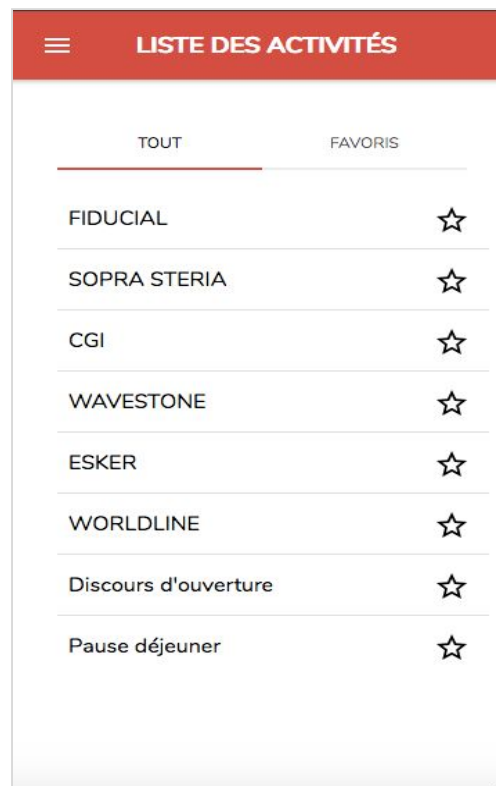 LISTE DES ACTIVITÉS
TOUT FAVORIS
FIDUCIAL
SOPRA STERIA
CGI
WAVESTONE
ESKER
WORLDLINE
Discours d'ouverture
Pause déjeuner